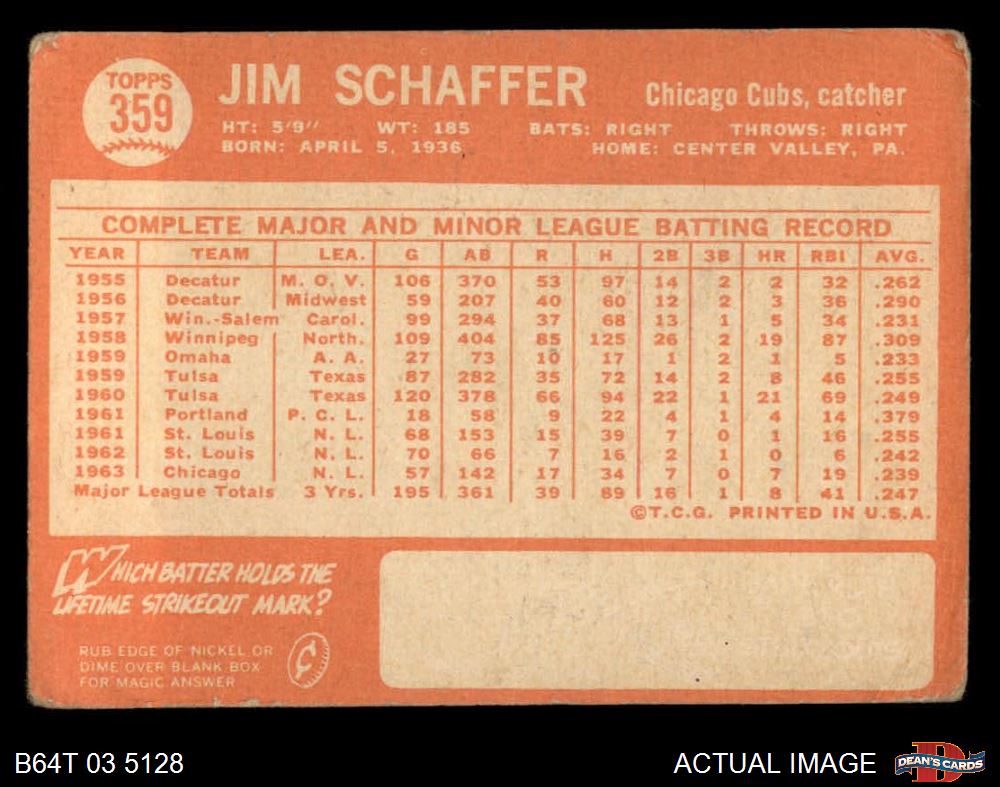 TOPPS
359
JIM SCHAFFER Chicago Cubs, catcher
HT: 5'9" WT: 185 BATS: RIGHT THROWS: RIGHT
BORN: APRIL 5, 1936 HOME: CENTER VALLEY, PA.
COMPLETE MAJOR AND MINOR LEAGUE BATTING RECORD
YEAR TEAM LEA. G AB R H 2B 3B HR RBI AVG.
1955 Decatur M. O. V. 106 370 53 97 14 2 2 32 .262
1956 Decatur Midwest 59 207 40 60 12 2 3 36 .290
1957 Win.-Salem Carol. 99 294 37 68 13 1 5 34 .231
1958 Winnipeg North. 109 404 85 125 26 2 19 87 .309
1959 Omaha A. A. 27 73 10 17 1 2 1 5 .233
1959 Tulsa Texas 87 282 35 72 14 2 8 46 .255
1960 Tulsa Texas 120 378 66 94 22 1 21 69 .249
1961 Portland P. C. L. 18 58 9 22 4 1 4 14 .379
1961 St. Louis N. L. 68 153 15 39 7 0 1 16 .255
1962 St. Louis N. L. 70 66 7 16 2 1 0 6 .242
1963 Chicago N. L. 57 142 17 34 7 0 7 19 .239
Major League Totals 3 Yrs. 195 361 39 89 16 1 8 41 .247
©T.C.G. PRINTED IN U.S.A.
WHICH BATTER HOLDS THE
LIFETIME STRIKEOUT MARK?
RUB EDGE OF NICKEL OR
DIME OVER BLANK BOX
FOR MAGIC ANSWER
¢
B64T 03 5128 ACTUAL IMAGE DEAN'S CARDS